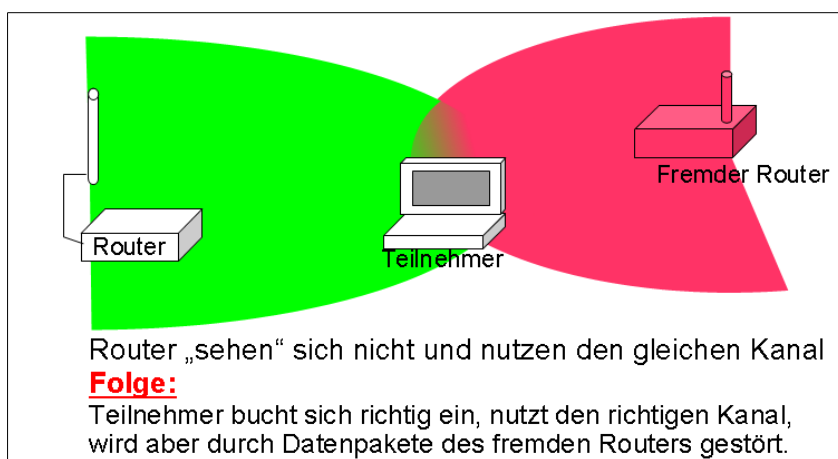 Fremder Router
Router
Teilnehmer
Router „sehen“ sich nicht und nutzen den gleichen Kanal
Folge:
Teilnehmer bucht sich richtig ein, nutzt den richtigen Kanal,
wird aber durch Datenpakete des fremden Routers gestört.